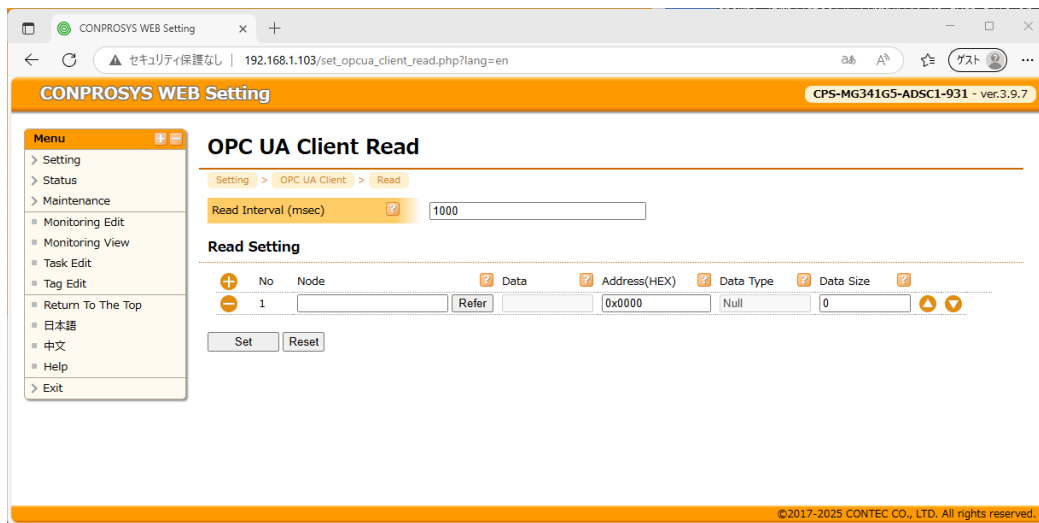 CONPROSYS WEB Setting
セキュリティ保護なし 192.168.1.103/set_opcua_client_read.php?lang=en
ゲスト
CONPROSYS WEB Setting
CPS-MG341G5-ADSC1-931 - ver.3.9.7
Menu
Setting
Status
Maintenance
Monitoring Edit
Monitoring View
Task Edit
Tag Edit
Return To The Top
日本語
中文
Help
Exit
OPC UA Client Read
Setting > OPC UA Client > Read
Read Interval (msec) ? 1000
Read Setting
No Node ? Data ? Address(HEX) ? Data Type ? Data Size ?
1 Refer 0x0000 Null 0
Set Reset
©2017-2025 CONTEC CO., LTD. All rights reserved.